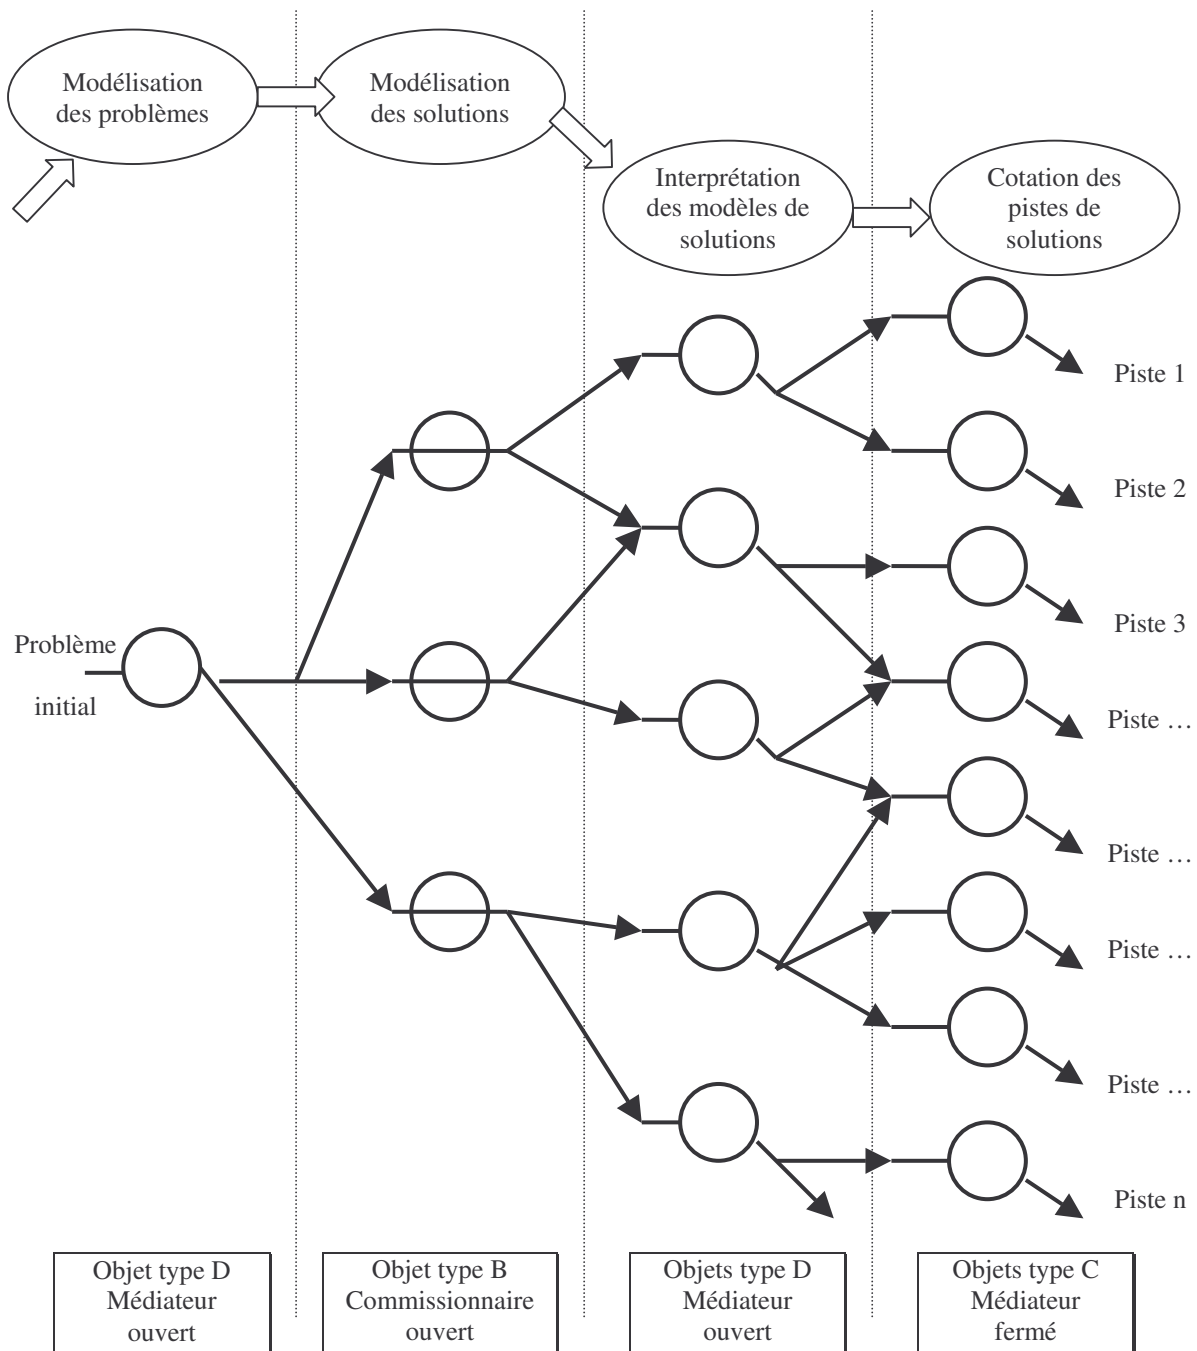 Modélisation
des problèmes
Modélisation
des solutions
Interprétation
des modèles de
solutions
Cotation des
pistes de
solutions
Piste 1
Piste 2
Piste 3
Problème
initial
Piste …
Piste …
Piste …
Piste …
Piste n
Objet type D
Médiateur
ouvert
Objet type B
Commissionnaire
ouvert
Objets type D
Médiateur
ouvert
Objets type C
Médiateur
fermé